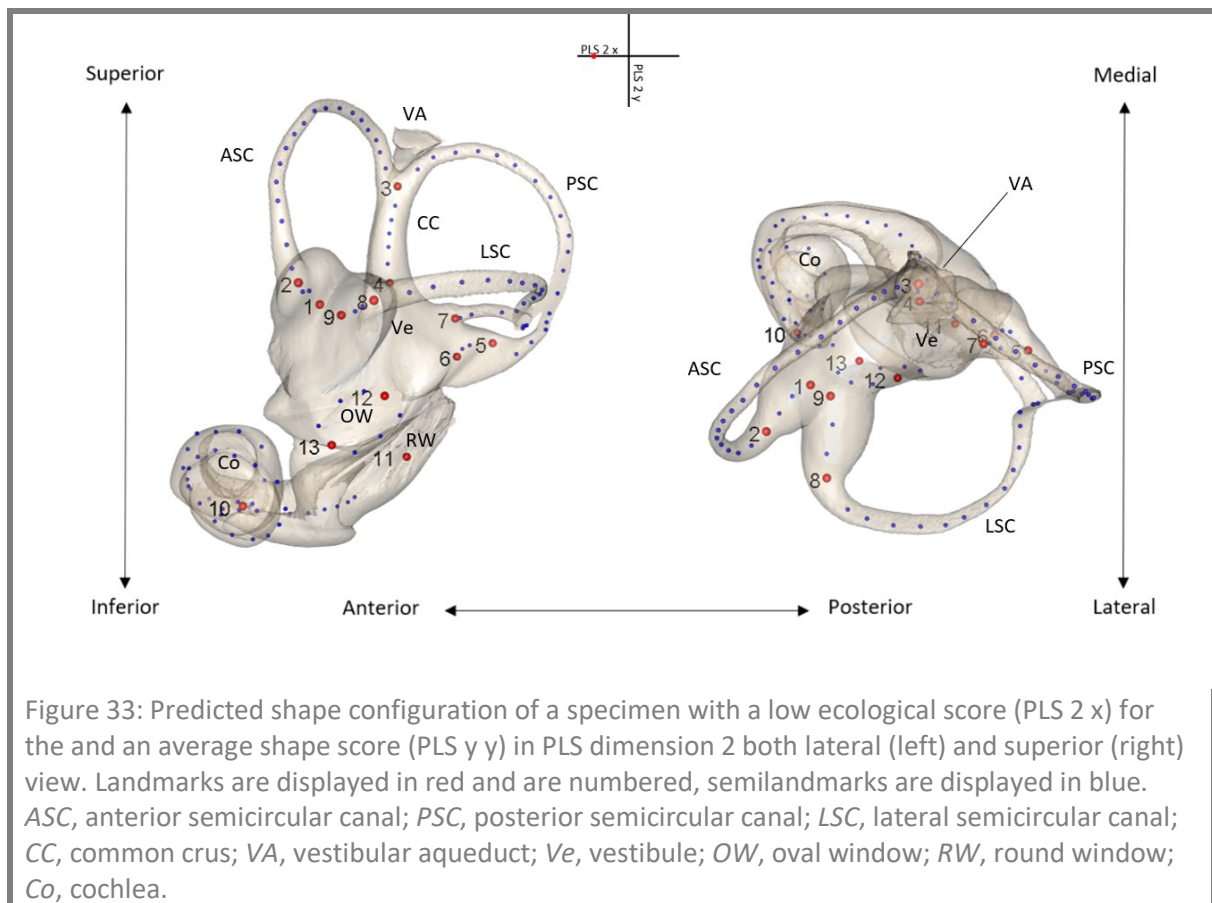 PLS 2 x
PLS 2 y
Superior
Medial
VA
ASC
PSC
3
CC
LSC
2
1
8
4
9
Ve
7
6
5
12
OW
13
RW
11
Co
10
VA
Co
3
4
10
11
Ve
6
7
5
ASC
13
12
PSC
1
9
2
8
LSC
Inferior
Anterior
Posterior
Lateral
Figure 33: Predicted shape configuration of a specimen with a low ecological score (PLS 2 x) for
the and an average shape score (PLS y y) in PLS dimension 2 both lateral (left) and superior (right)
view. Landmarks are displayed in red and are numbered, semilandmarks are displayed in blue.
ASC, anterior semicircular canal; PSC, posterior semicircular canal; LSC, lateral semicircular canal;
CC, common crus; VA, vestibular aqueduct; Ve, vestibule; OW, oval window; RW, round window;
Co, cochlea.